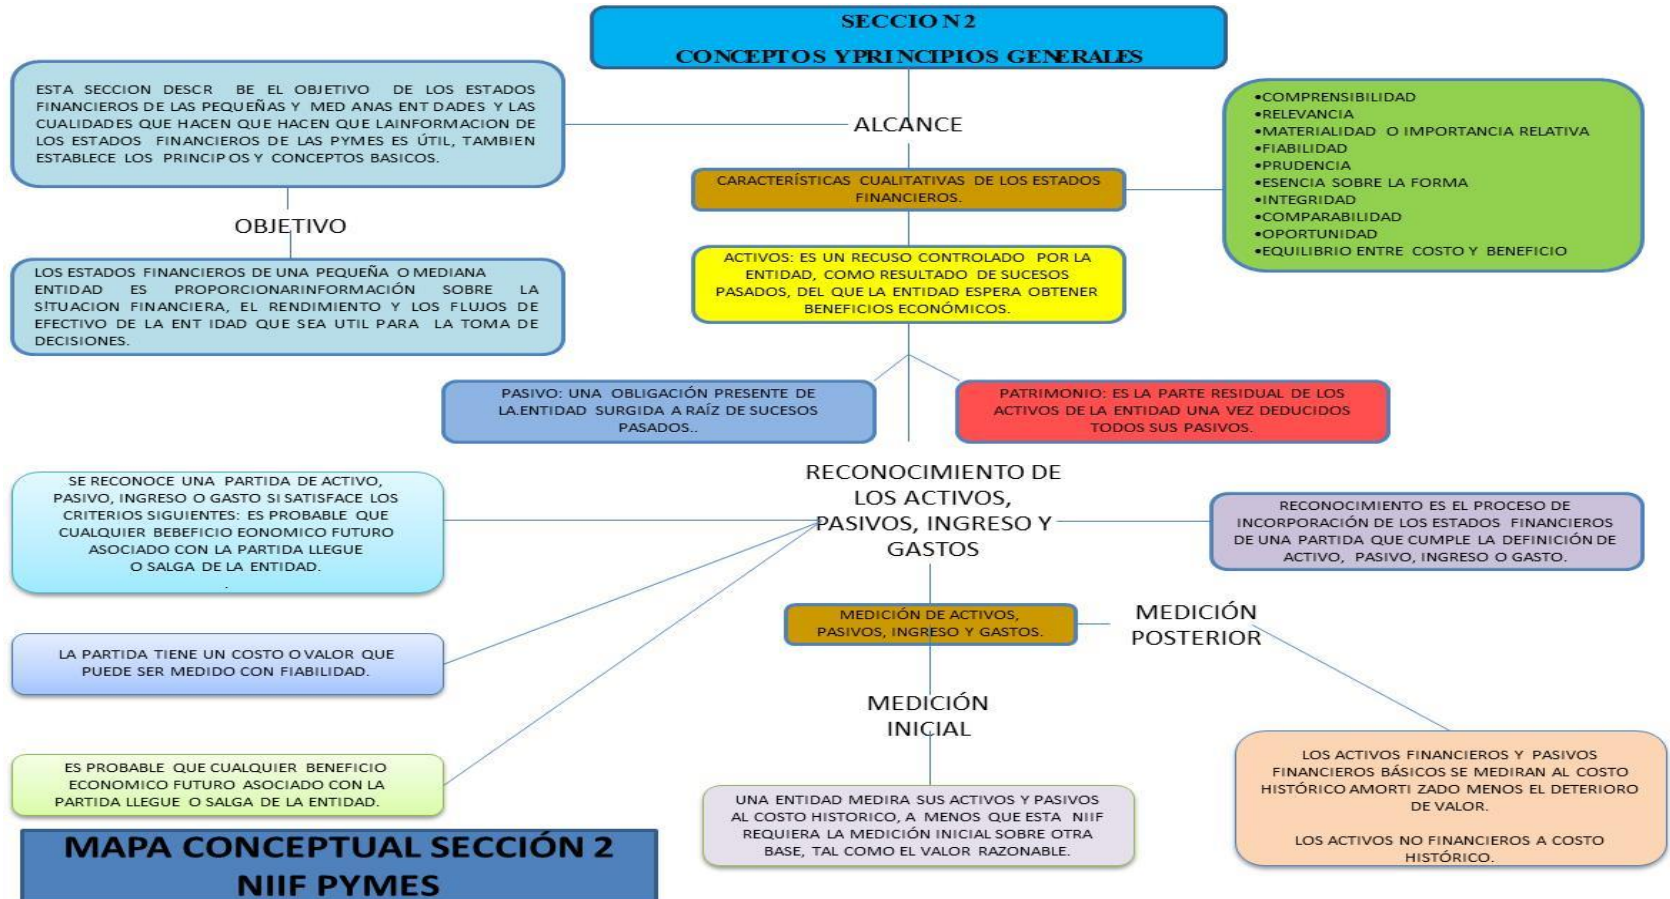 SECCION 2
CONCEPTOS YPRINCIPIOS GENERALES
ESTA SECCION DESCR BE EL OBJETIVO DE LOS ESTADOS
FINANCIEROS DE LAS PEQUEÑAS Y MED ANAS ENT DADES Y LAS
CUALIDADES QUE HACEN QUE HACEN QUE LAINFORMACION DE
LOS ESTADOS FINANCIEROS DE LAS PYMES ES ÚTIL, TAMBIEN
ESTABLECE LOS PRINCIP OS Y CONCEPTOS BASICOS.
ALCANCE
•COMPRENSIBILIDAD
•RELEVANCIA
•MATERIALIDAD O IMPORTANCIA RELATIVA
•FIABILIDAD
•PRUDENCIA
•ESENCIA SOBRE LA FORMA
•INTEGRIDAD
•COMPARABILIDAD
•OPORTUNIDAD
•EQUILIBRIO ENTRE COSTO Y BENEFICIO
CARACTERÍSTICAS CUALITATIVAS DE LOS ESTADOS
FINANCIEROS.
OBJETIVO
LOS ESTADOS FINANCIEROS DE UNA PEQUEÑA O MEDIANA
ENTIDAD ES PROPORCIONARINFORMACIÓN SOBRE LA
S!TUACION FINANCIERA, EL RENDIMIENTO Y LOS FLUJOS DE
EFECTIVO DE LA ENT IDAD QUE SEA UTIL PARA LA TOMA DE
DECISIONES.
ACTIVOS: ES UN RECUSO CONTROLADO POR LA
ENTIDAD, COMO RESULTADO DE SUCESOS
PASADOS, DEL QUE LA ENTIDAD ESPERA OBTENER
BENEFICIOS ECONÓMICOS.
PASIVO: UNA OBLIGACIÓN PRESENTE DE
LA.ENTIDAD SURGIDA A RAÍZ DE SUCESOS
PASADOS..
PATRIMONIO: ES LA PARTE RESIDUAL DE LOS
ACTIVOS DE LA ENTIDAD UNA VEZ DEDUCIDOS
TODOS SUS PASIVOS.
SE RECONOCE UNA PARTIDA DE ACTIVO,
PASIVO, INGRESO O GASTO SI SATISFACE LOS
CRITERIOS SIGUIENTES: ES PROBABLE QUE
CUALQUIER BEBEFICIO EONOMICO FUTURO
ASOCIADO CON LA PARTIDA LLEGUE
O SALGA DE LA ENTIDAD.
.
RECONOCIMIENTO DE
LOS ACTIVOS,
PASIVOS, INGRESO Y
GASTOS
RECONOCIMIENTO ES EL PROCESO DE
INCORPORACIÓN DE LOS ESTADOS FINANCIEROS
DE UNA PARTIDA QUE CUMPLE LA DEFINICIÓN DE
ACTIVO, PASIVO, INGRESO O GASTO.
MEDICIÓN DE ACTIVOS,
PASIVOS, INGRESO Y GASTOS.
MEDICIÓN
POSTERIOR
LA PARTIDA TIENE UN COSTO O VALOR QUE
PUEDE SER MEDIDO CON FIABILIDAD.
MEDICIÓN
INICIAL
ES PROBABLE QUE CUALQUIER BENEFICIO
ECONOMICO FUTURO ASOCIADO CON LA
PARTIDA LLEGUE O SALGA DE LA ENTIDAD.
UNA ENTIDAD MEDIRA SUS ACTIVOS Y PASIVOS
AL COSTO HISTORICO, A MENOS QUE ESTA NIIF
REQUIERA LA MEDICIÓN INICIAL SOBRE OTRA
BASE, TAL COMO EL VALOR RAZONABLE.
LOS ACTIVOS FINANCIEROS Y PASIVOS
FINANCIEROS BÁSICOS SE MEDIRAN AL COSTO
HISTÓRICO AMORTI ZADO MENOS EL DETERIORO
DE VALOR.
LOS ACTIVOS NO FINANCIEROS A COSTO
HISTÓRICO.
MAPA CONCEPTUAL SECCIÓN 2
NIIF PYMES